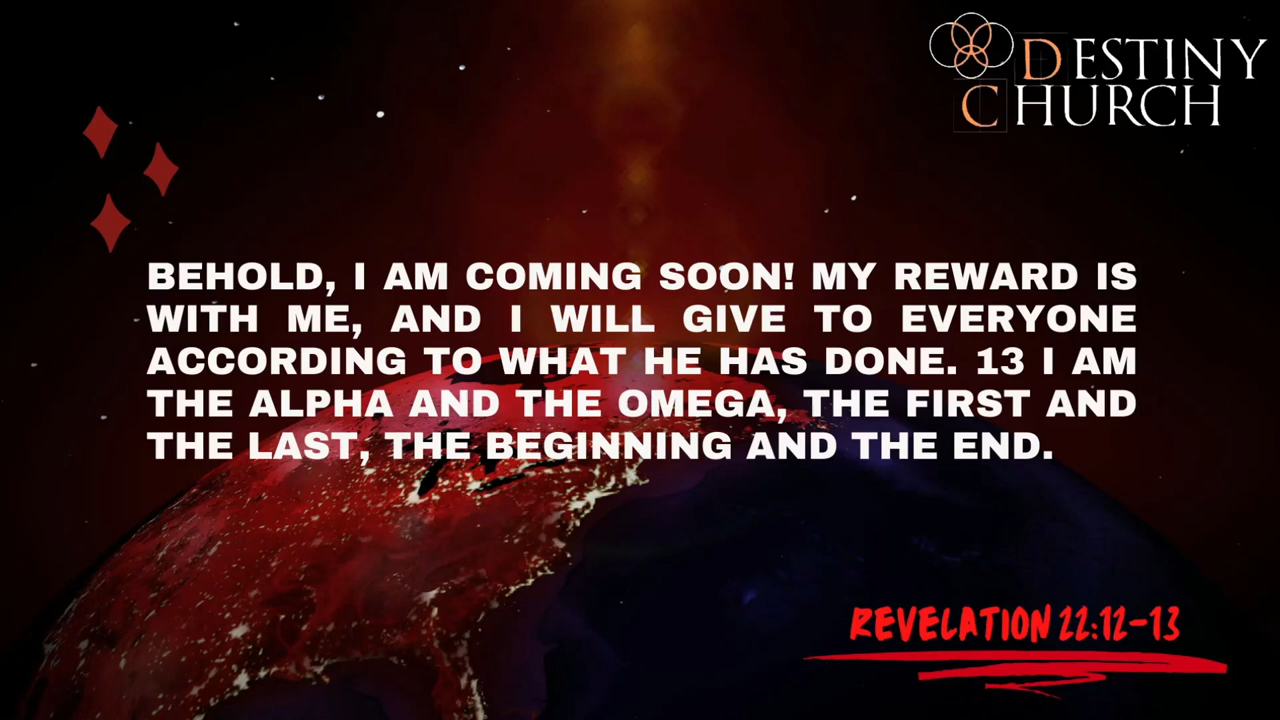 DESTINY
CHURCH
BEHOLD, I AM COMING SOON! MY REWARD IS
WITH ME, AND I WILL GIVE TO EVERYONE
ACCORDING TO WHAT HE HAS DONE. 13 I AM
THE ALPHA AND THE OMEGA, THE FIRST AND
THE LAST, THE BEGINNING AND THE END.
REVELATION 22:12-13